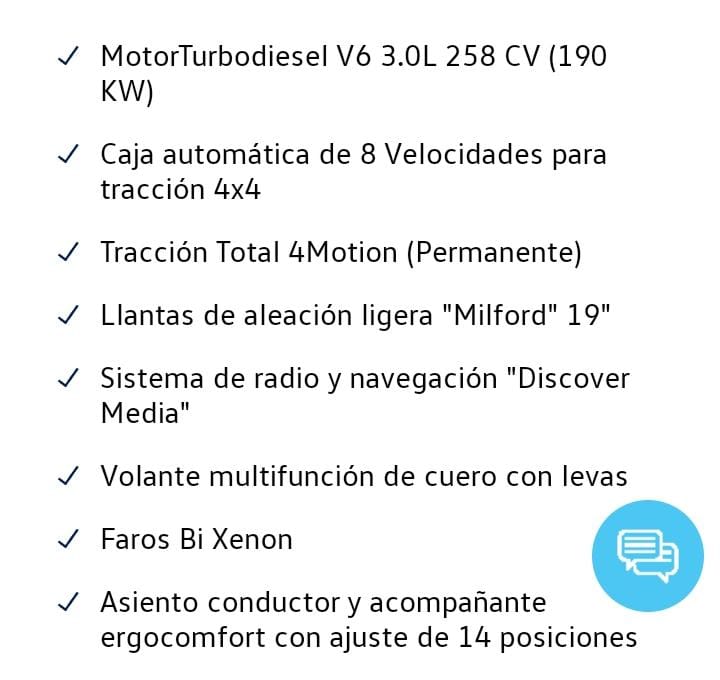 MotorTurbodiesel V6 3.0L 258 CV (190
KW)
Caja automática de 8 Velocidades para
tracción 4x4
Tracción Total 4Motion (Permanente)
Llantas de aleación ligera "Milford" 19"
Sistema de radio y navegación "Discover
Media"
Volante multifunción de cuero con levas
Faros Bi Xenon
Asiento conductor y acompañante
ergocomfort con ajuste de 14 posiciones